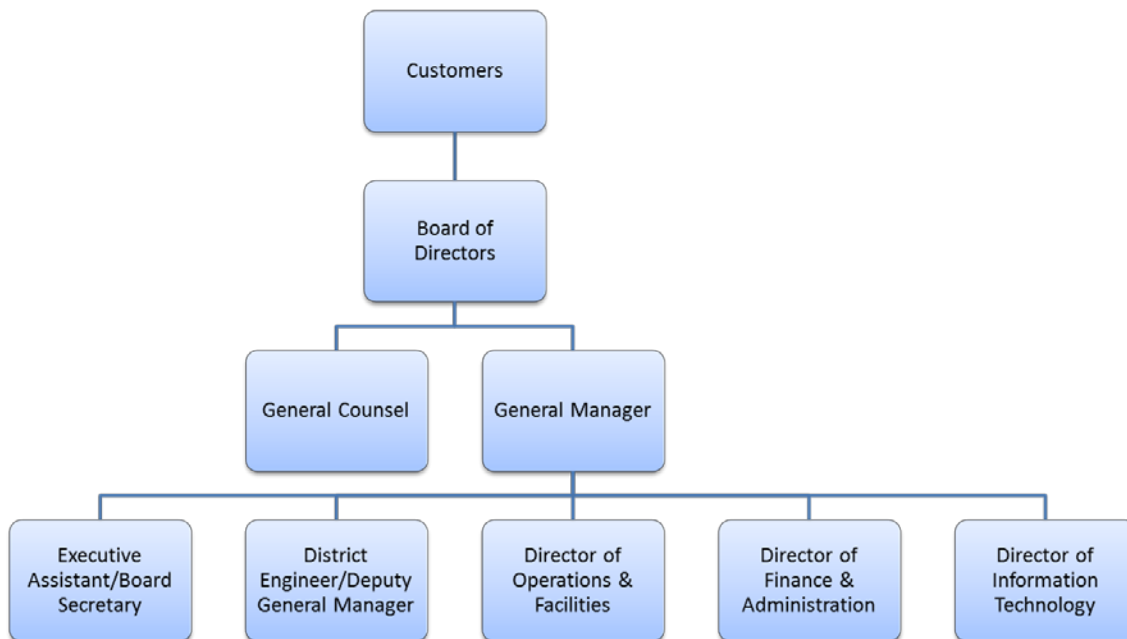 Customers
Board of
Directors
General Counsel
General Manager
Executive
Assistant/Board
Secretary
District
Engineer/Deputy
General Manager
Director of
Operations &
Facilities
Director of
Finance &
Administration
Director of
Information
Technology